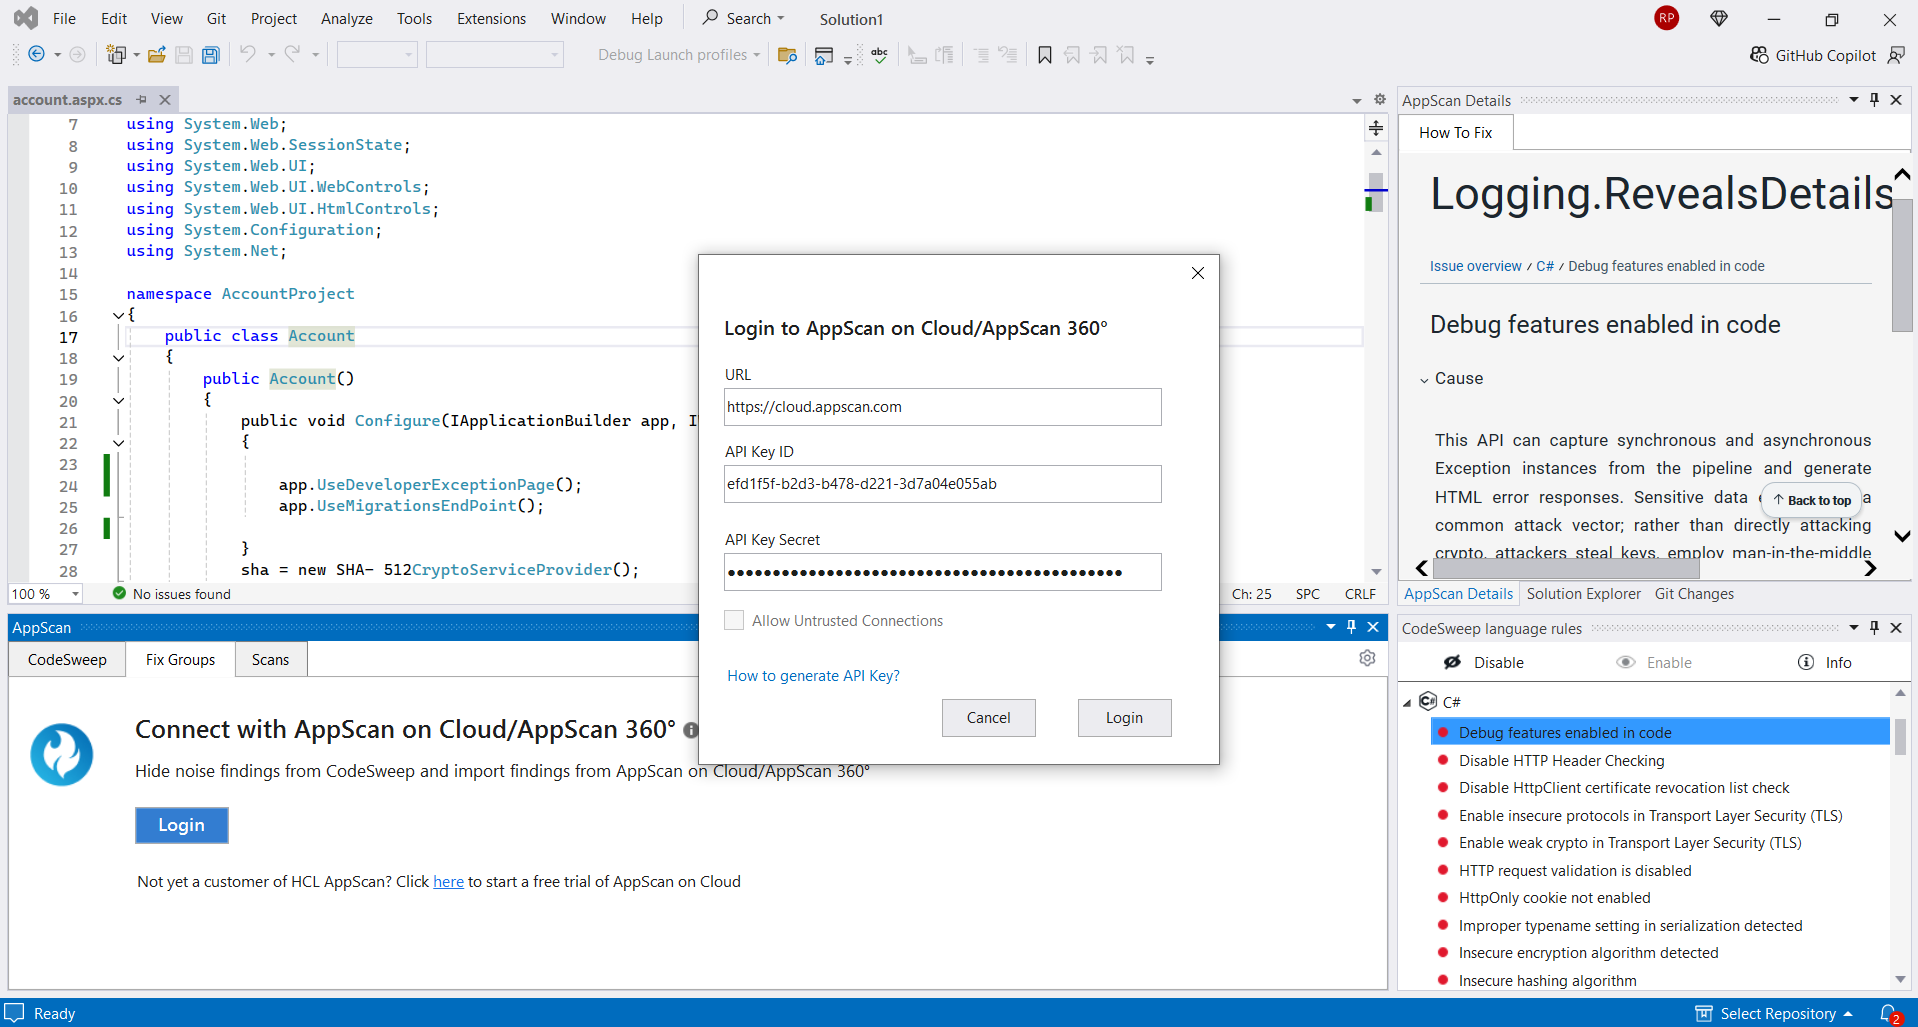 File Edit View Git Project Analyze Tools Extensions Window Help Search Solution1 RP
Debug Launch profiles abc GitHub Copilot
account.aspx.cs
7 using System.Web;
8 using System.Web.SessionState;
9 using System.Web.UI;
10 using System.Web.UI.WebControls;
11 using System.Web.UI.HtmlControls;
12 using System.Configuration;
13 using System.Net;
14
15 namespace AccountProject
16 {
17 public class Account
18 {
19 public Account()
20 {
21 public void Configure(IApplicationBuilder app, I
22 {
23
24 app.UseDeveloperExceptionPage();
25 app.UseMigrationsEndPoint();
26
27 }
28 sha = new SHA- 512CryptoServiceProvider();
100 % No issues found Ch: 25 SPC CRLF
Login to AppScan on Cloud/AppScan 360°
URL
https://cloud.appscan.com
API Key ID
efd1f5f-b2d3-b478-d221-3d7a04e055ab
API Key Secret
Allow Untrusted Connections
How to generate API Key?
Cancel Login
AppScan Details
How To Fix
Logging.RevealsDetails
Issue overview / C# / Debug features enabled in code
Debug features enabled in code
Cause
This API can capture synchronous and asynchronous
Exception instances from the pipeline and generate
HTML error responses. Sensitive data a
↑ Back to top
common attack vector; rather than directly attacking
crypto, attackers steal keys, employ man-in-the-middle
AppScan Details Solution Explorer Git Changes
AppScan
CodeSweep Fix Groups Scans
Connect with AppScan on Cloud/AppScan 360°
Hide noise findings from CodeSweep and import findings from AppScan on Cloud/AppScan 360°
Login
Not yet a customer of HCL AppScan? Click here to start a free trial of AppScan on Cloud
CodeSweep language rules
Disable Enable Info
C# C#
Debug features enabled in code
Disable HTTP Header Checking
Disable HttpClient certificate revocation list check
Enable insecure protocols in Transport Layer Security (TLS)
Enable weak crypto in Transport Layer Security (TLS)
HTTP request validation is disabled
HttpOnly cookie not enabled
Improper typename setting in serialization detected
Insecure encryption algorithm detected
Insecure hashing algorithm
Ready Select Repository 2